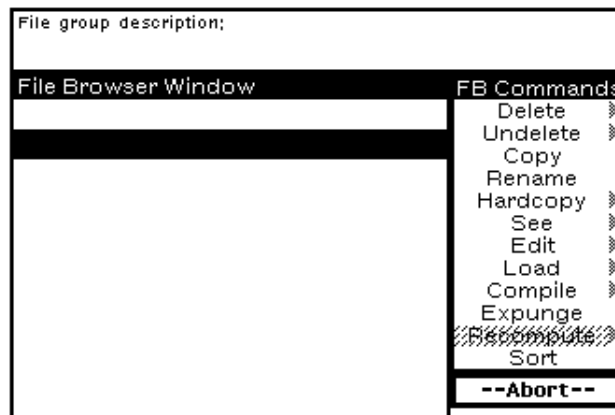 File group description:
File Browser Window
FB Commands
Delete
Undelete
Copy
Rename
Hardcopy
See
Edit
Load
Compile
Expunge
Recompute
Sort
--Abort--